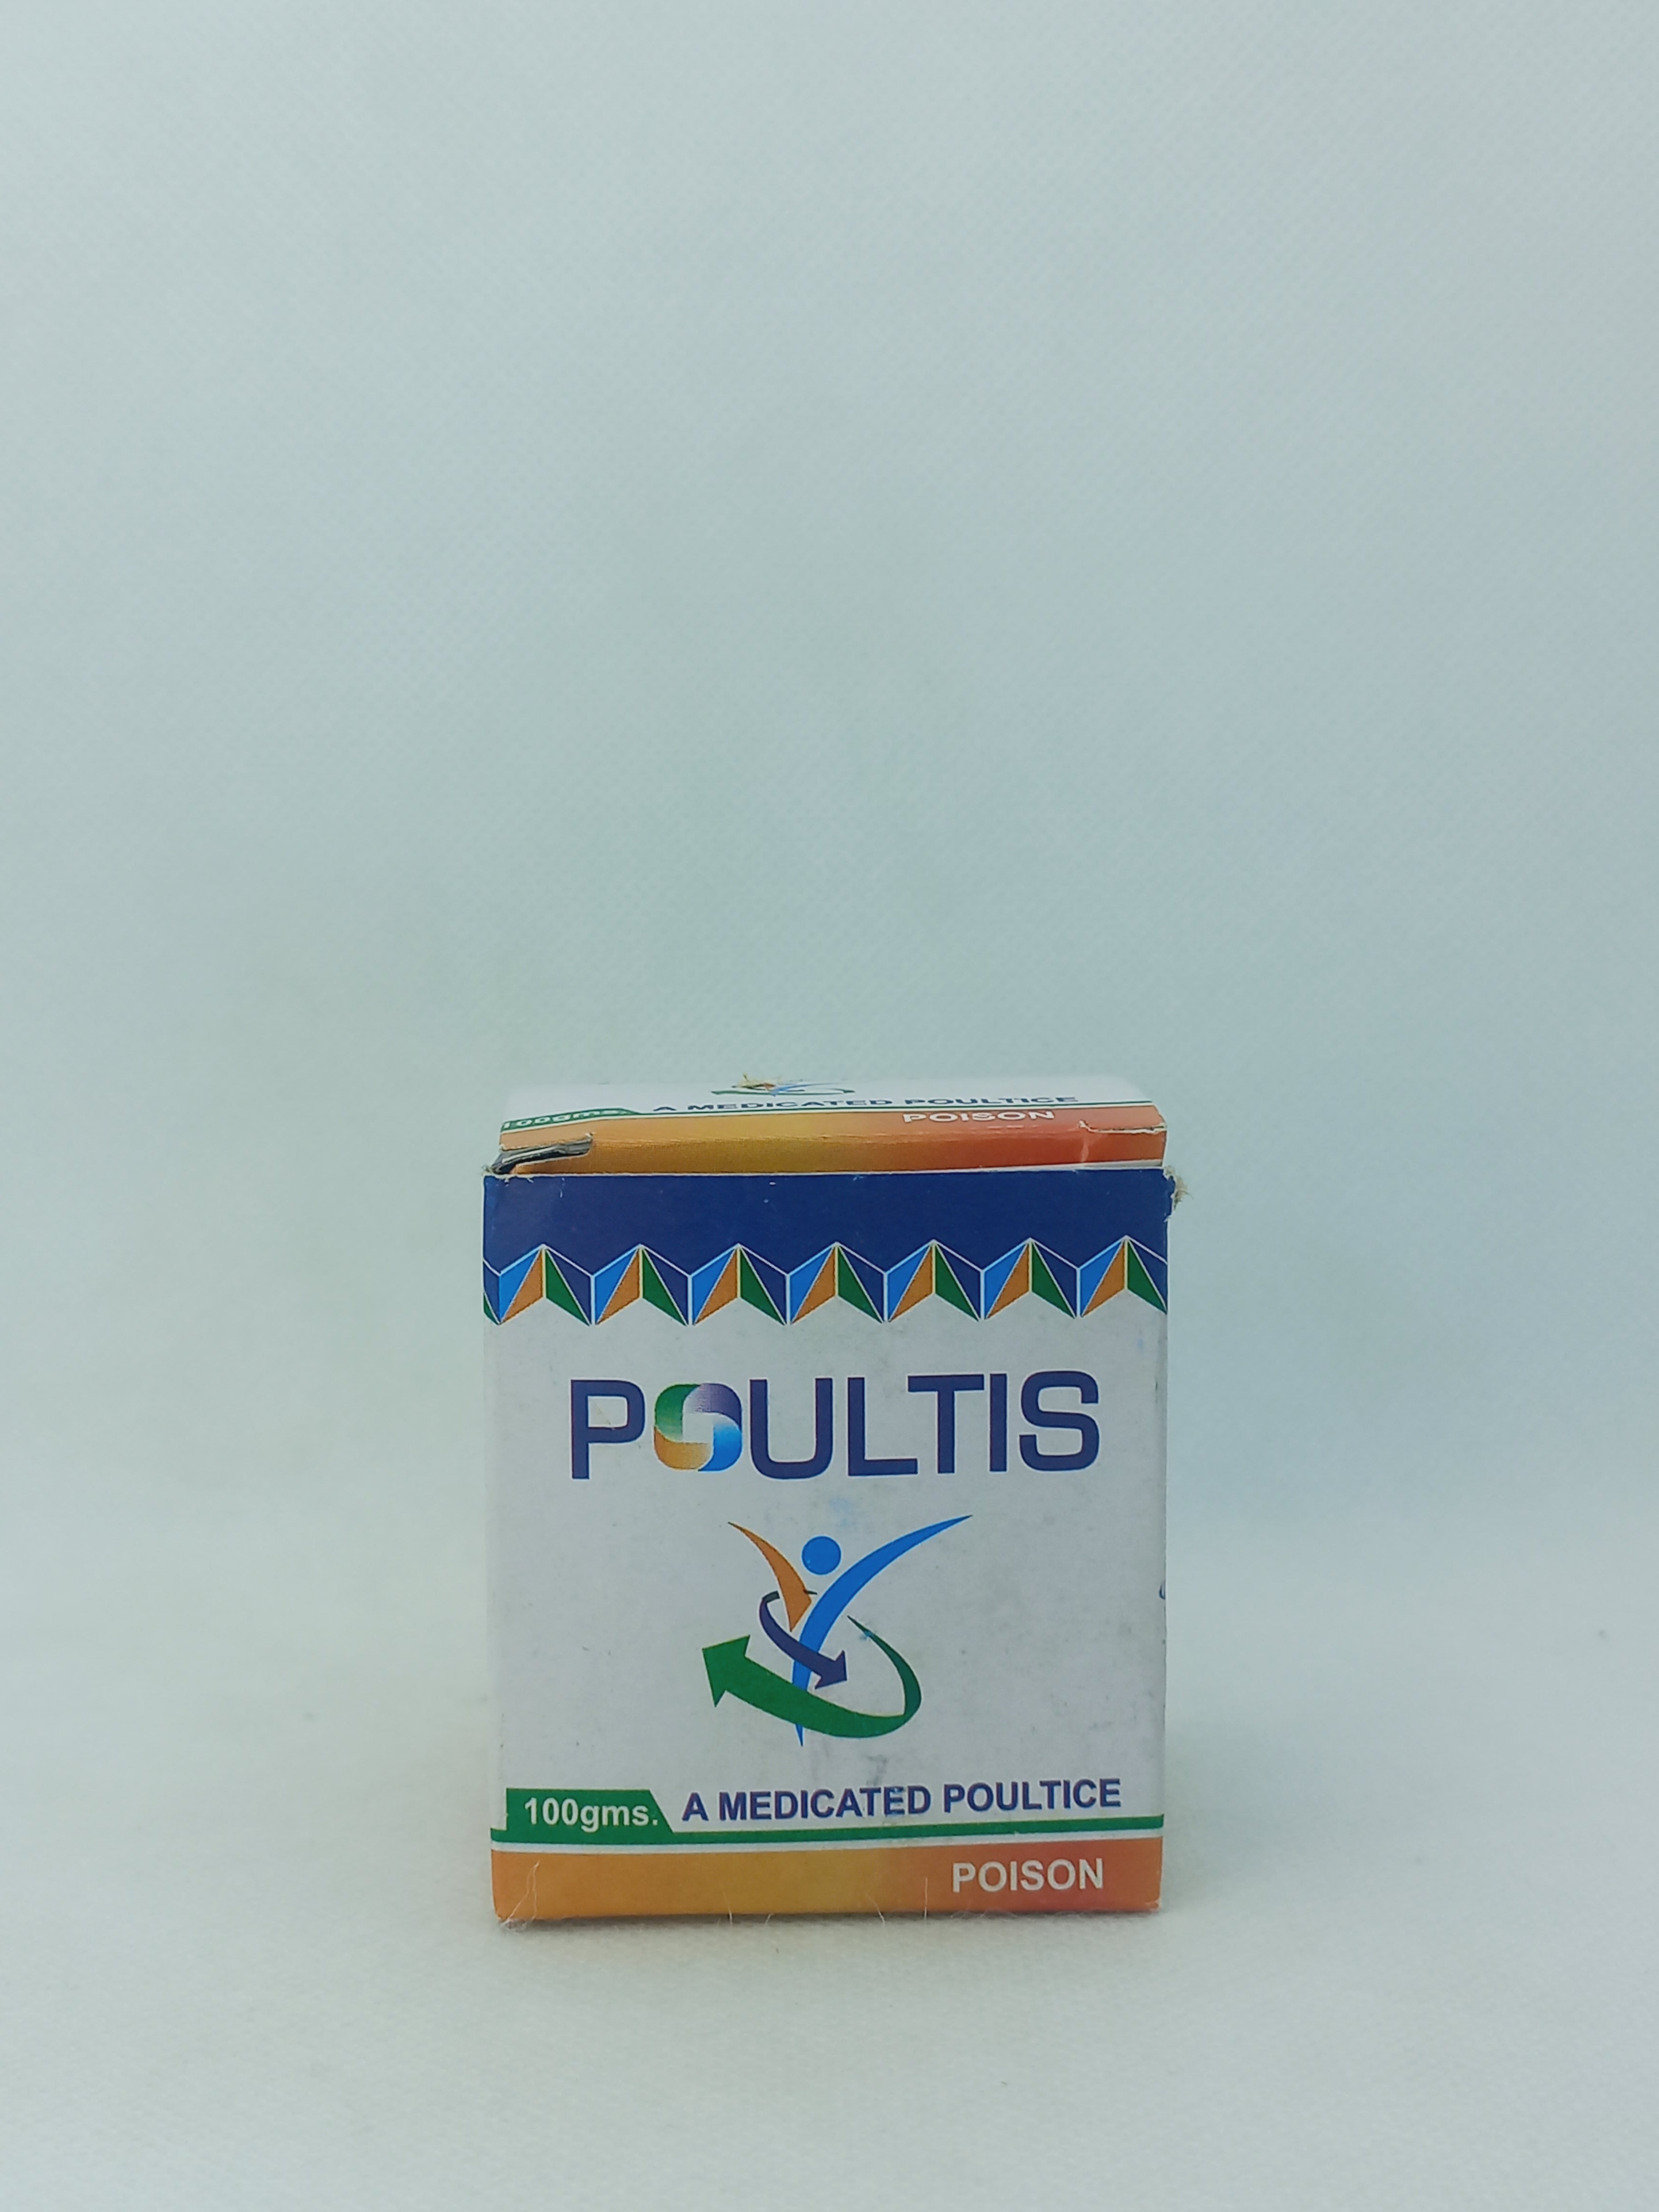 100gms. A MEDICATED POULTICE
POISON
POULTIS
100gms. A MEDICATED POULTICE
POISON